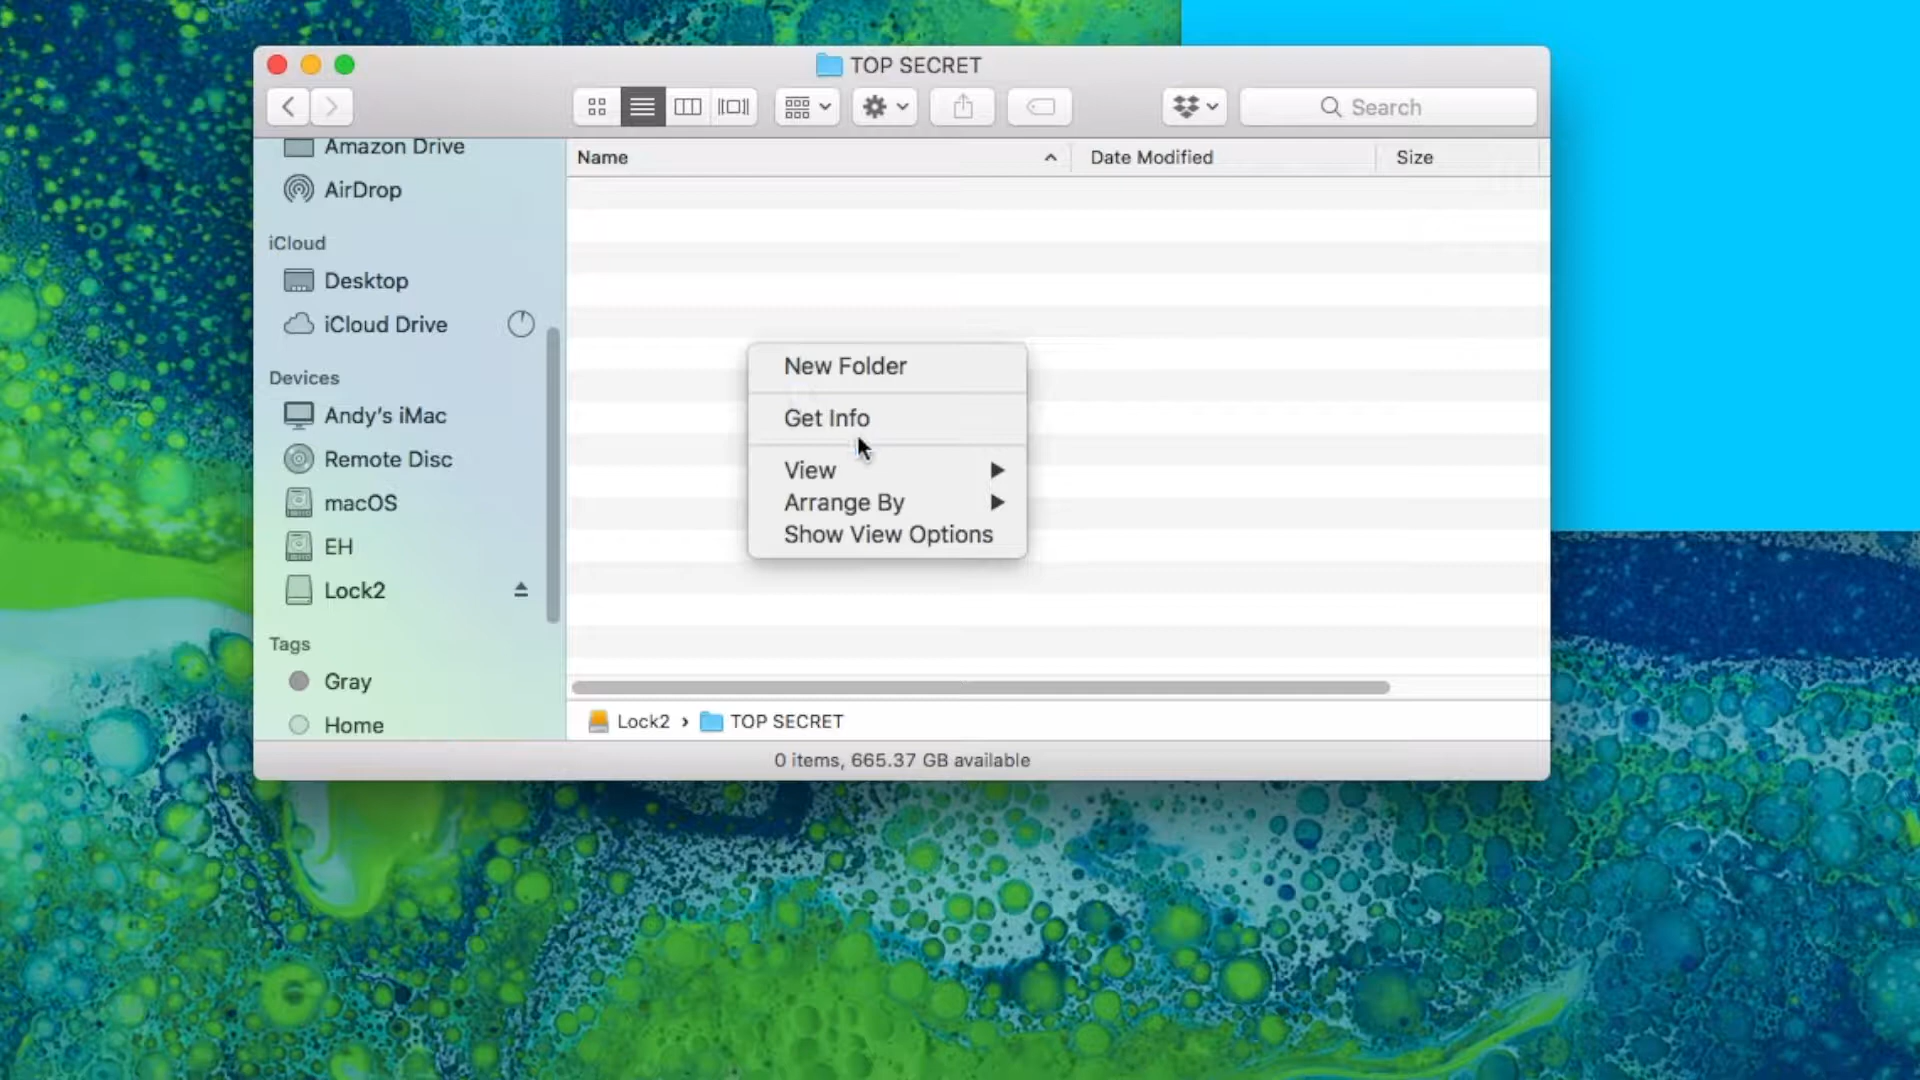 TOP SECRET
Search
Amazon Drive
AirDrop
iCloud
Desktop
iCloud Drive
Devices
Andy's iMac
Remote Disc
macOS
EH
Lock2
Tags
Gray
Home
Name
Date Modified
Size
New Folder
Get Info
View
Arrange By
Show View Options
Lock2 › TOP SECRET
0 items, 665.37 GB available